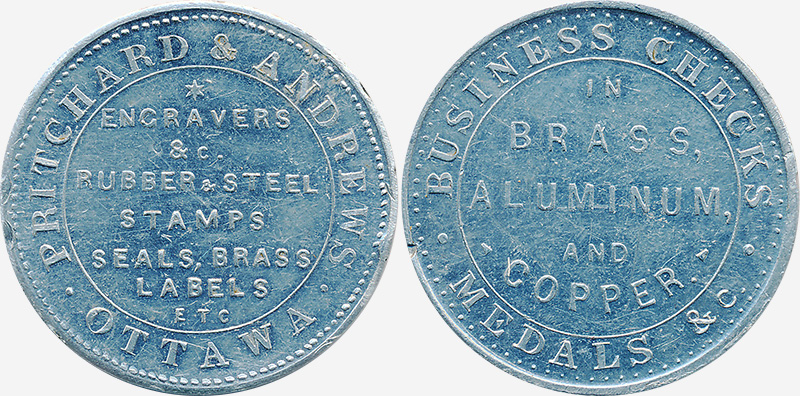 PRITCHARD & ANDREWS
★
ENGRAVERS
&c.
RUBBER & STEEL
STAMPS
SEALS, BRASS
LABELS
ETC
· OTTAWA ·
BUSINESS CHECKS
IN
BRASS,
ALUMINUM,
AND
COPPER.
· MEDALS &c. ·